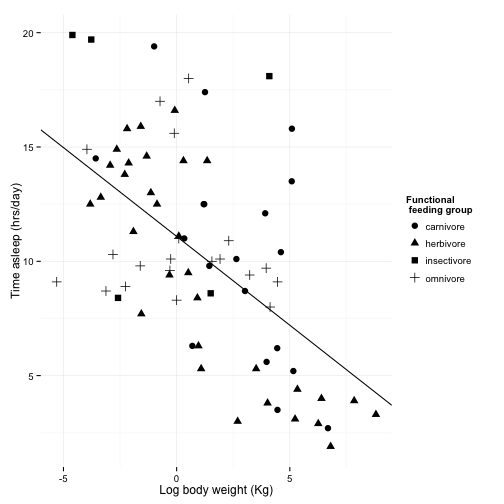 20
15
10
5
Time asleep (hrs/day)
-5
0
5
Log body weight (Kg)
Functional
feeding group
carnivore
herbivore
insectivore
omnivore